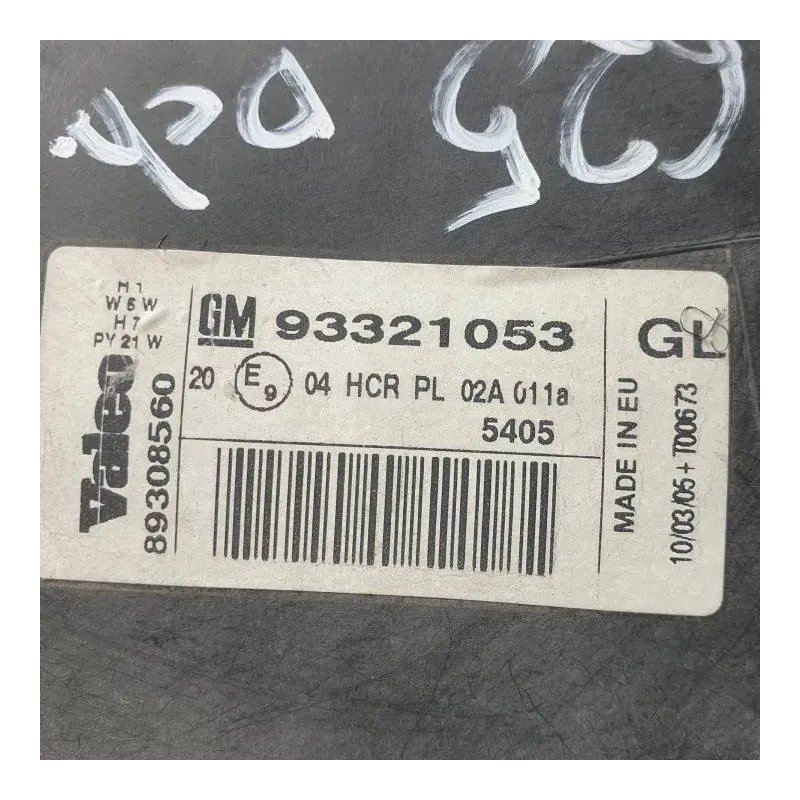 H1
W5W
H7
PY21W
Valeo
89308560
GM 93321053
20 E9 04 HCR PL 02A 011a
5405
GL
MADE IN EU
10/03/05+T00673